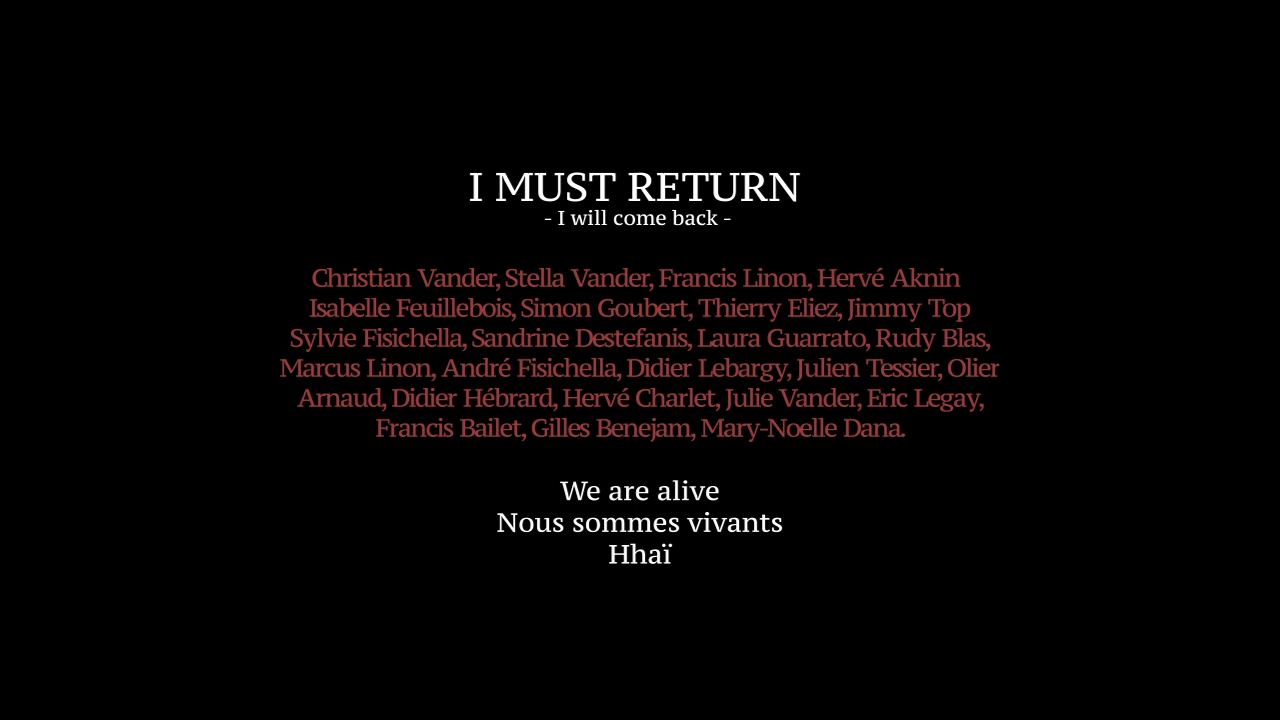 I MUST RETURN
- I will come back -
Christian Vander, Stella Vander, Francis Linon, Hervé Aknin
Isabelle Feuillebois, Simon Goubert, Thierry Eliez, Jimmy Top
Sylvie Fisichella, Sandrine Destefanis, Laura Guarrato, Rudy Blas,
Marcus Linon, André Fisichella, Didier Lebargy, Julien Tessier, Olier
Arnaud, Didier Hébrard, Hervé Charlet, Julie Vander, Eric Legay,
Francis Bailet, Gilles Benejam, Mary-Noelle Dana.
We are alive
Nous sommes vivants
Hhaï